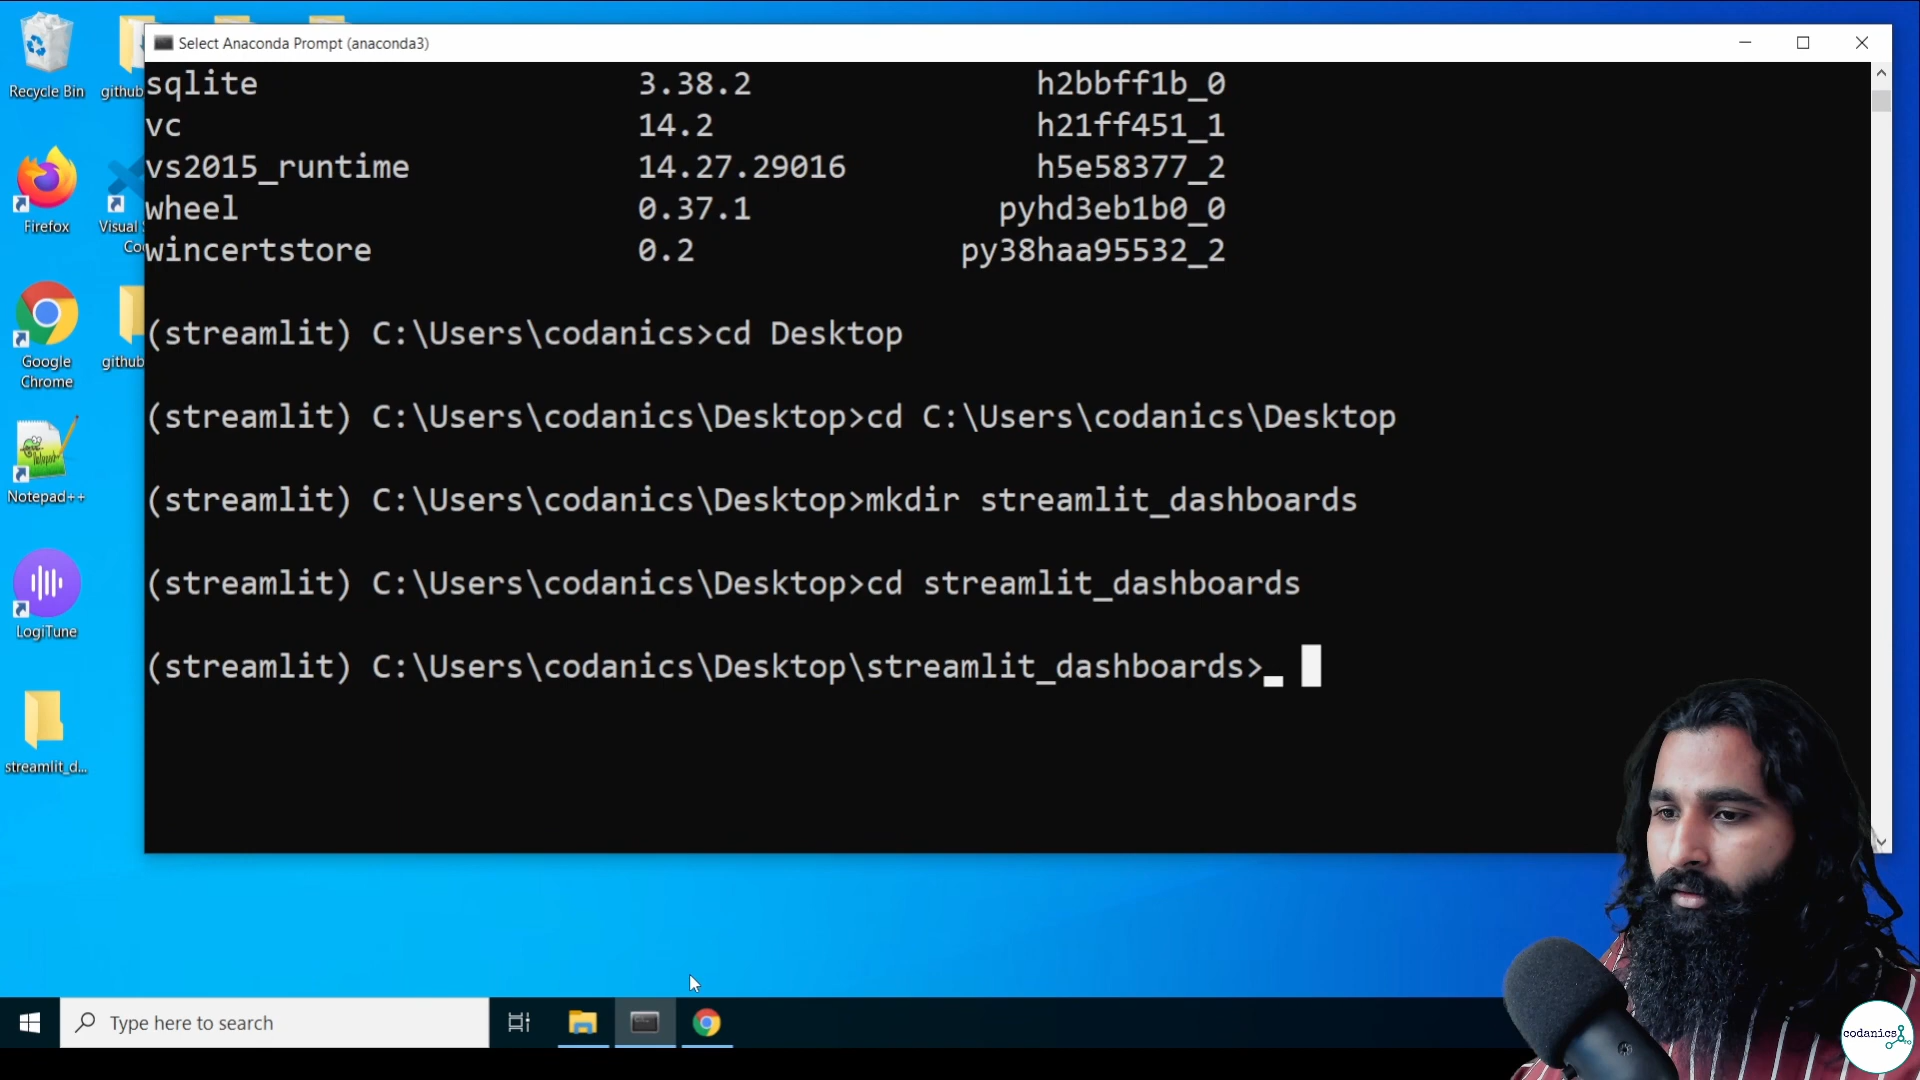 Select Anaconda Prompt (anaconda3)
Recycle Bin
github
sqlite 3.38.2 h2bbff1b_0
vc 14.2 h21ff451_1
vs2015_runtime 14.27.29016 h5e58377_2
wheel 0.37.1 pyhd3eb1b0_0
wincertstore 0.2 py38haa95532_2
Firefox
Visual S
Co
(streamlit) C:\Users\codanics>cd Desktop
Google
Chrome
github
(streamlit) C:\Users\codanics\Desktop>cd C:\Users\codanics\Desktop
Notepad++
(streamlit) C:\Users\codanics\Desktop>mkdir streamlit_dashboards
(streamlit) C:\Users\codanics\Desktop>cd streamlit_dashboards
LogiTune
(streamlit) C:\Users\codanics\Desktop\streamlit_dashboards>
streamlit_d...
Type here to search
codanics